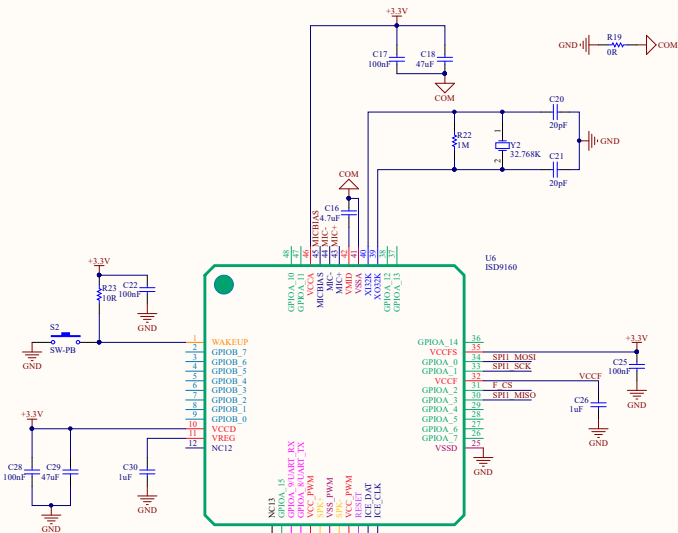 +3.3V
C17
100nF
C18
47uF
COM
GND
R19
0R
COM
C20
20pF
R22
1M
1
Y2
32.768K
2
GND
C21
20pF
COM
C16
4.7uF
MICBIAS
MIC-
MIC+
48
47
46
45
44
43
42
41
40
39
38
37
GPIOA_10
GPIOA_11
VCCA
MICBIAS
MIC-
MIC+
VMID
VSSA
XI32K
XO32K
GPIOA_12
GPIOA_13
U6
ISD9160
+3.3V
R23
10R
C22
100nF
GND
S2
SW-PB
GND
1 WAKEUP
2 GPIOB_7
3 GPIOB_6
4 GPIOB_5
5 GPIOB_4
6 GPIOB_3
7 GPIOB_2
8 GPIOB_1
9 GPIOB_0
10 VCCD
11 VREG
12 NC12
GPIOA_14 36
VCCFS 35
GPIOA_0 34 SPI1_MOSI
GPIOA_1 33 SPI1_SCK
VCCF 32 VCCF
GPIOA_2 31 F_CS
GPIOA_3 30 SPI1_MISO
GPIOA_4 29
GPIOA_5 28
GPIOA_6 27
GPIOA_7 26
VSSD 25
GND
+3.3V
C25
100nF
GND
C26
1uF
GND
+3.3V
C28
100nF
C29
47uF
GND
C30
1uF
GND
NC13
GPIOA_15
GPIOA_9/UART_RX
GPIOA_8/UART_TX
VCC_PWM
SPK-
VSS_PWM
SPK-
VCC_PWM
RESET
ICE_DAT
ICE_CLK